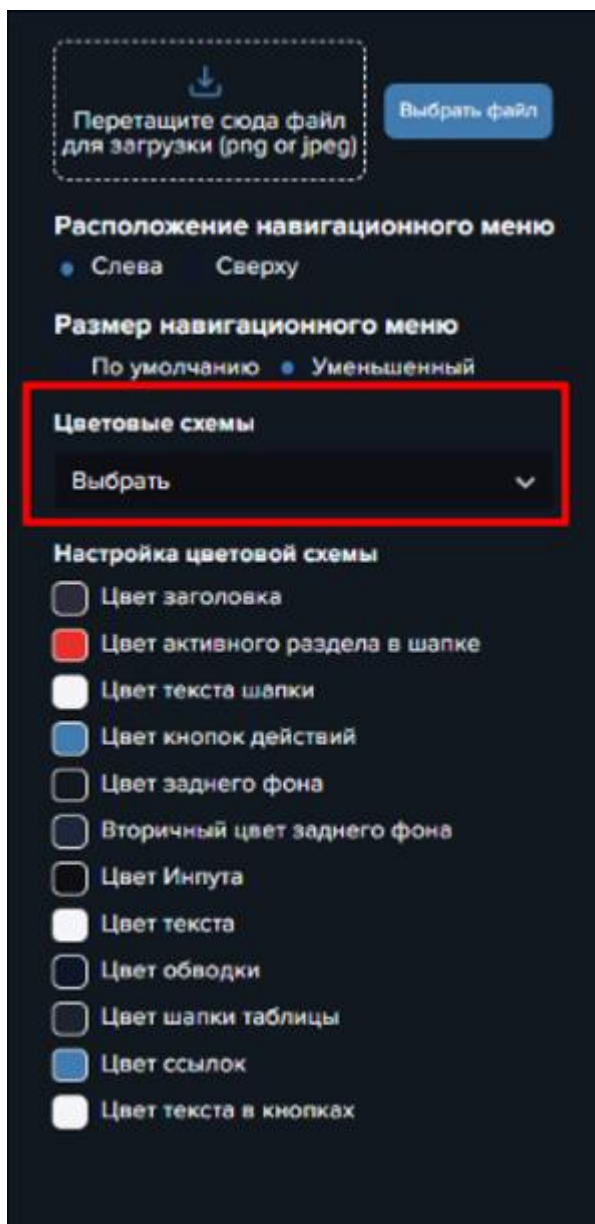 Перетащите сюда файл
для загрузки (png or jpeg)
Выбрать файл
Расположение навигационного меню
Слева Сверху
Размер навигационного меню
По умолчанию Уменьшенный
Цветовые схемы
Выбрать
Настройка цветовой схемы
Цвет заголовка
Цвет активного раздела в шапке
Цвет текста шапки
Цвет кнопок действий
Цвет заднего фона
Вторичный цвет заднего фона
Цвет Инпута
Цвет текста
Цвет обводки
Цвет шапки таблицы
Цвет ссылок
Цвет текста в кнопках